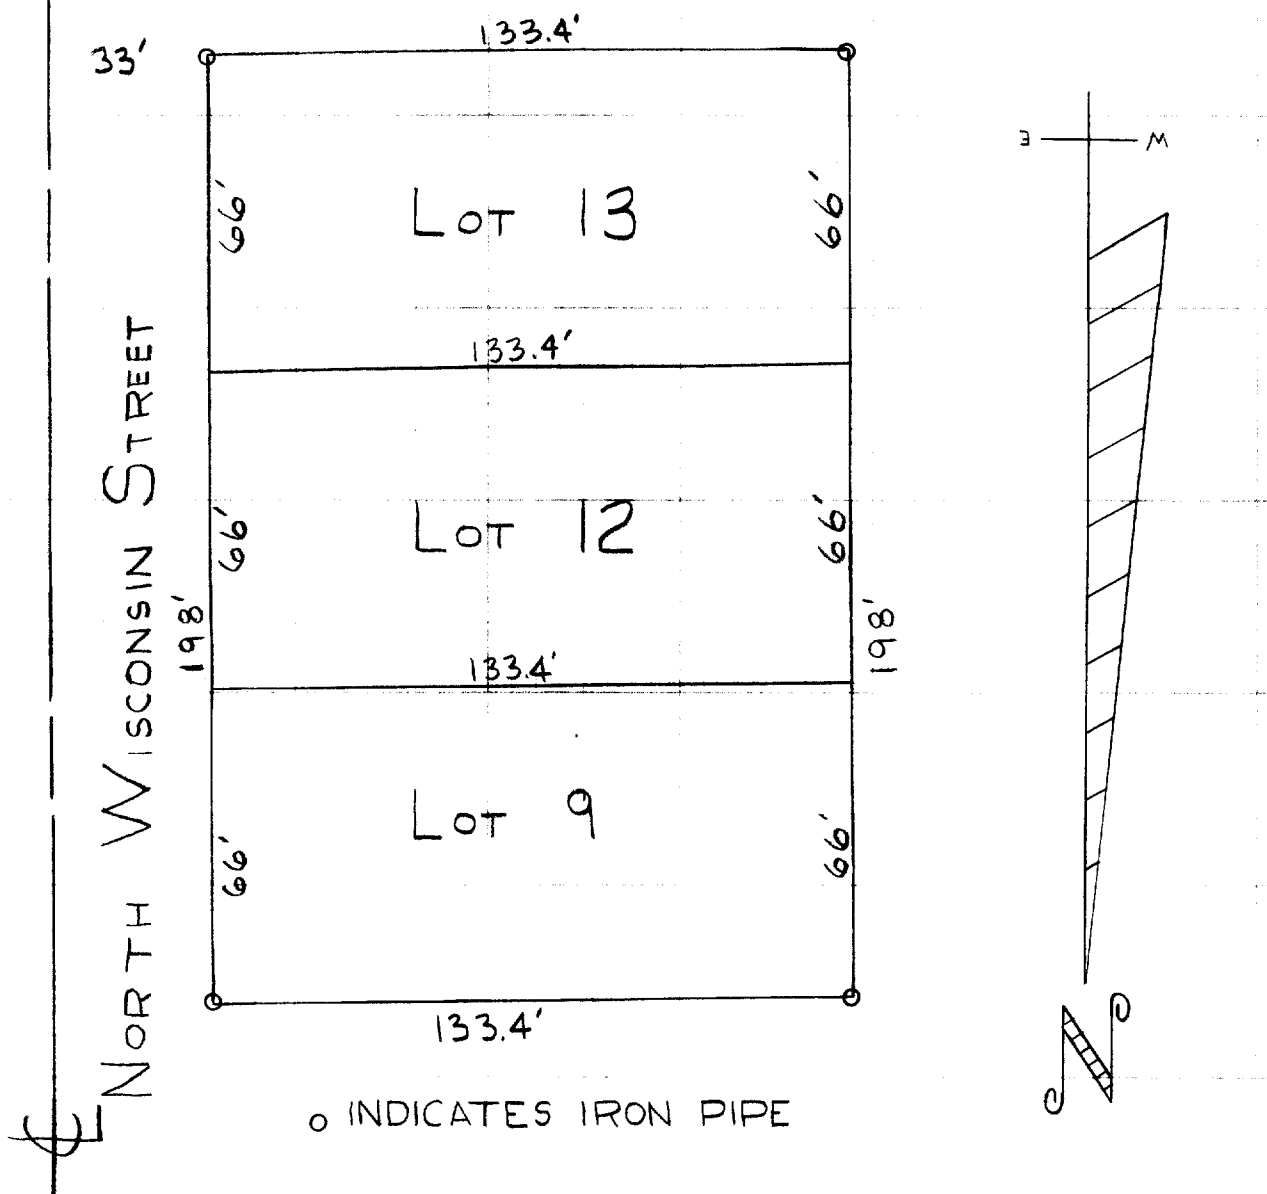 133.4'
33'
E W
66' Lot 13 66'
133.4'
66' Lot 12 66'
198' 198'
133.4'
North Wisconsin Street
66' Lot 9 66'
133.4'
N
o INDICATES IRON PIPE
℄